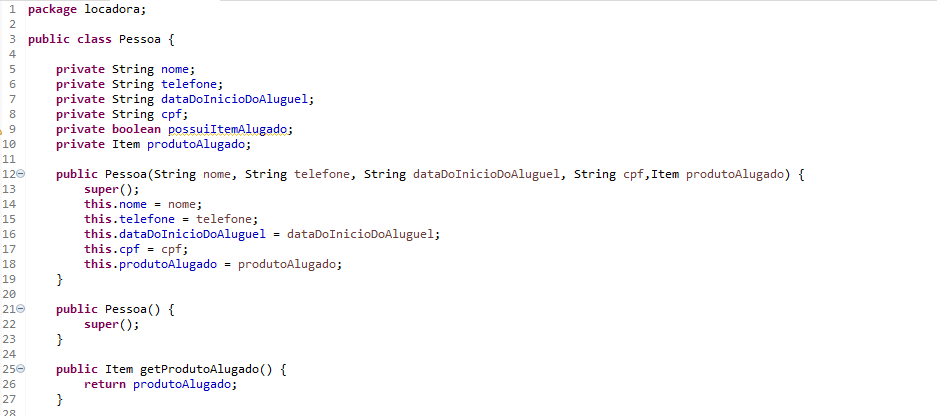 1 package locadora;
2
3 public class Pessoa {
4
5     private String nome;
6     private String telefone;
7     private String dataDoInicioDoAluguel;
8     private String cpf;
9     private boolean possuiItemAlugado;
10     private Item produtoAlugado;
11
12     public Pessoa(String nome, String telefone, String dataDoInicioDoAluguel, String cpf,Item produtoAlugado) {
13         super();
14         this.nome = nome;
15         this.telefone = telefone;
16         this.dataDoInicioDoAluguel = dataDoInicioDoAluguel;
17         this.cpf = cpf;
18         this.produtoAlugado = produtoAlugado;
19     }
20
21     public Pessoa() {
22         super();
23     }
24
25     public Item getProdutoAlugado() {
26         return produtoAlugado;
27     }
28